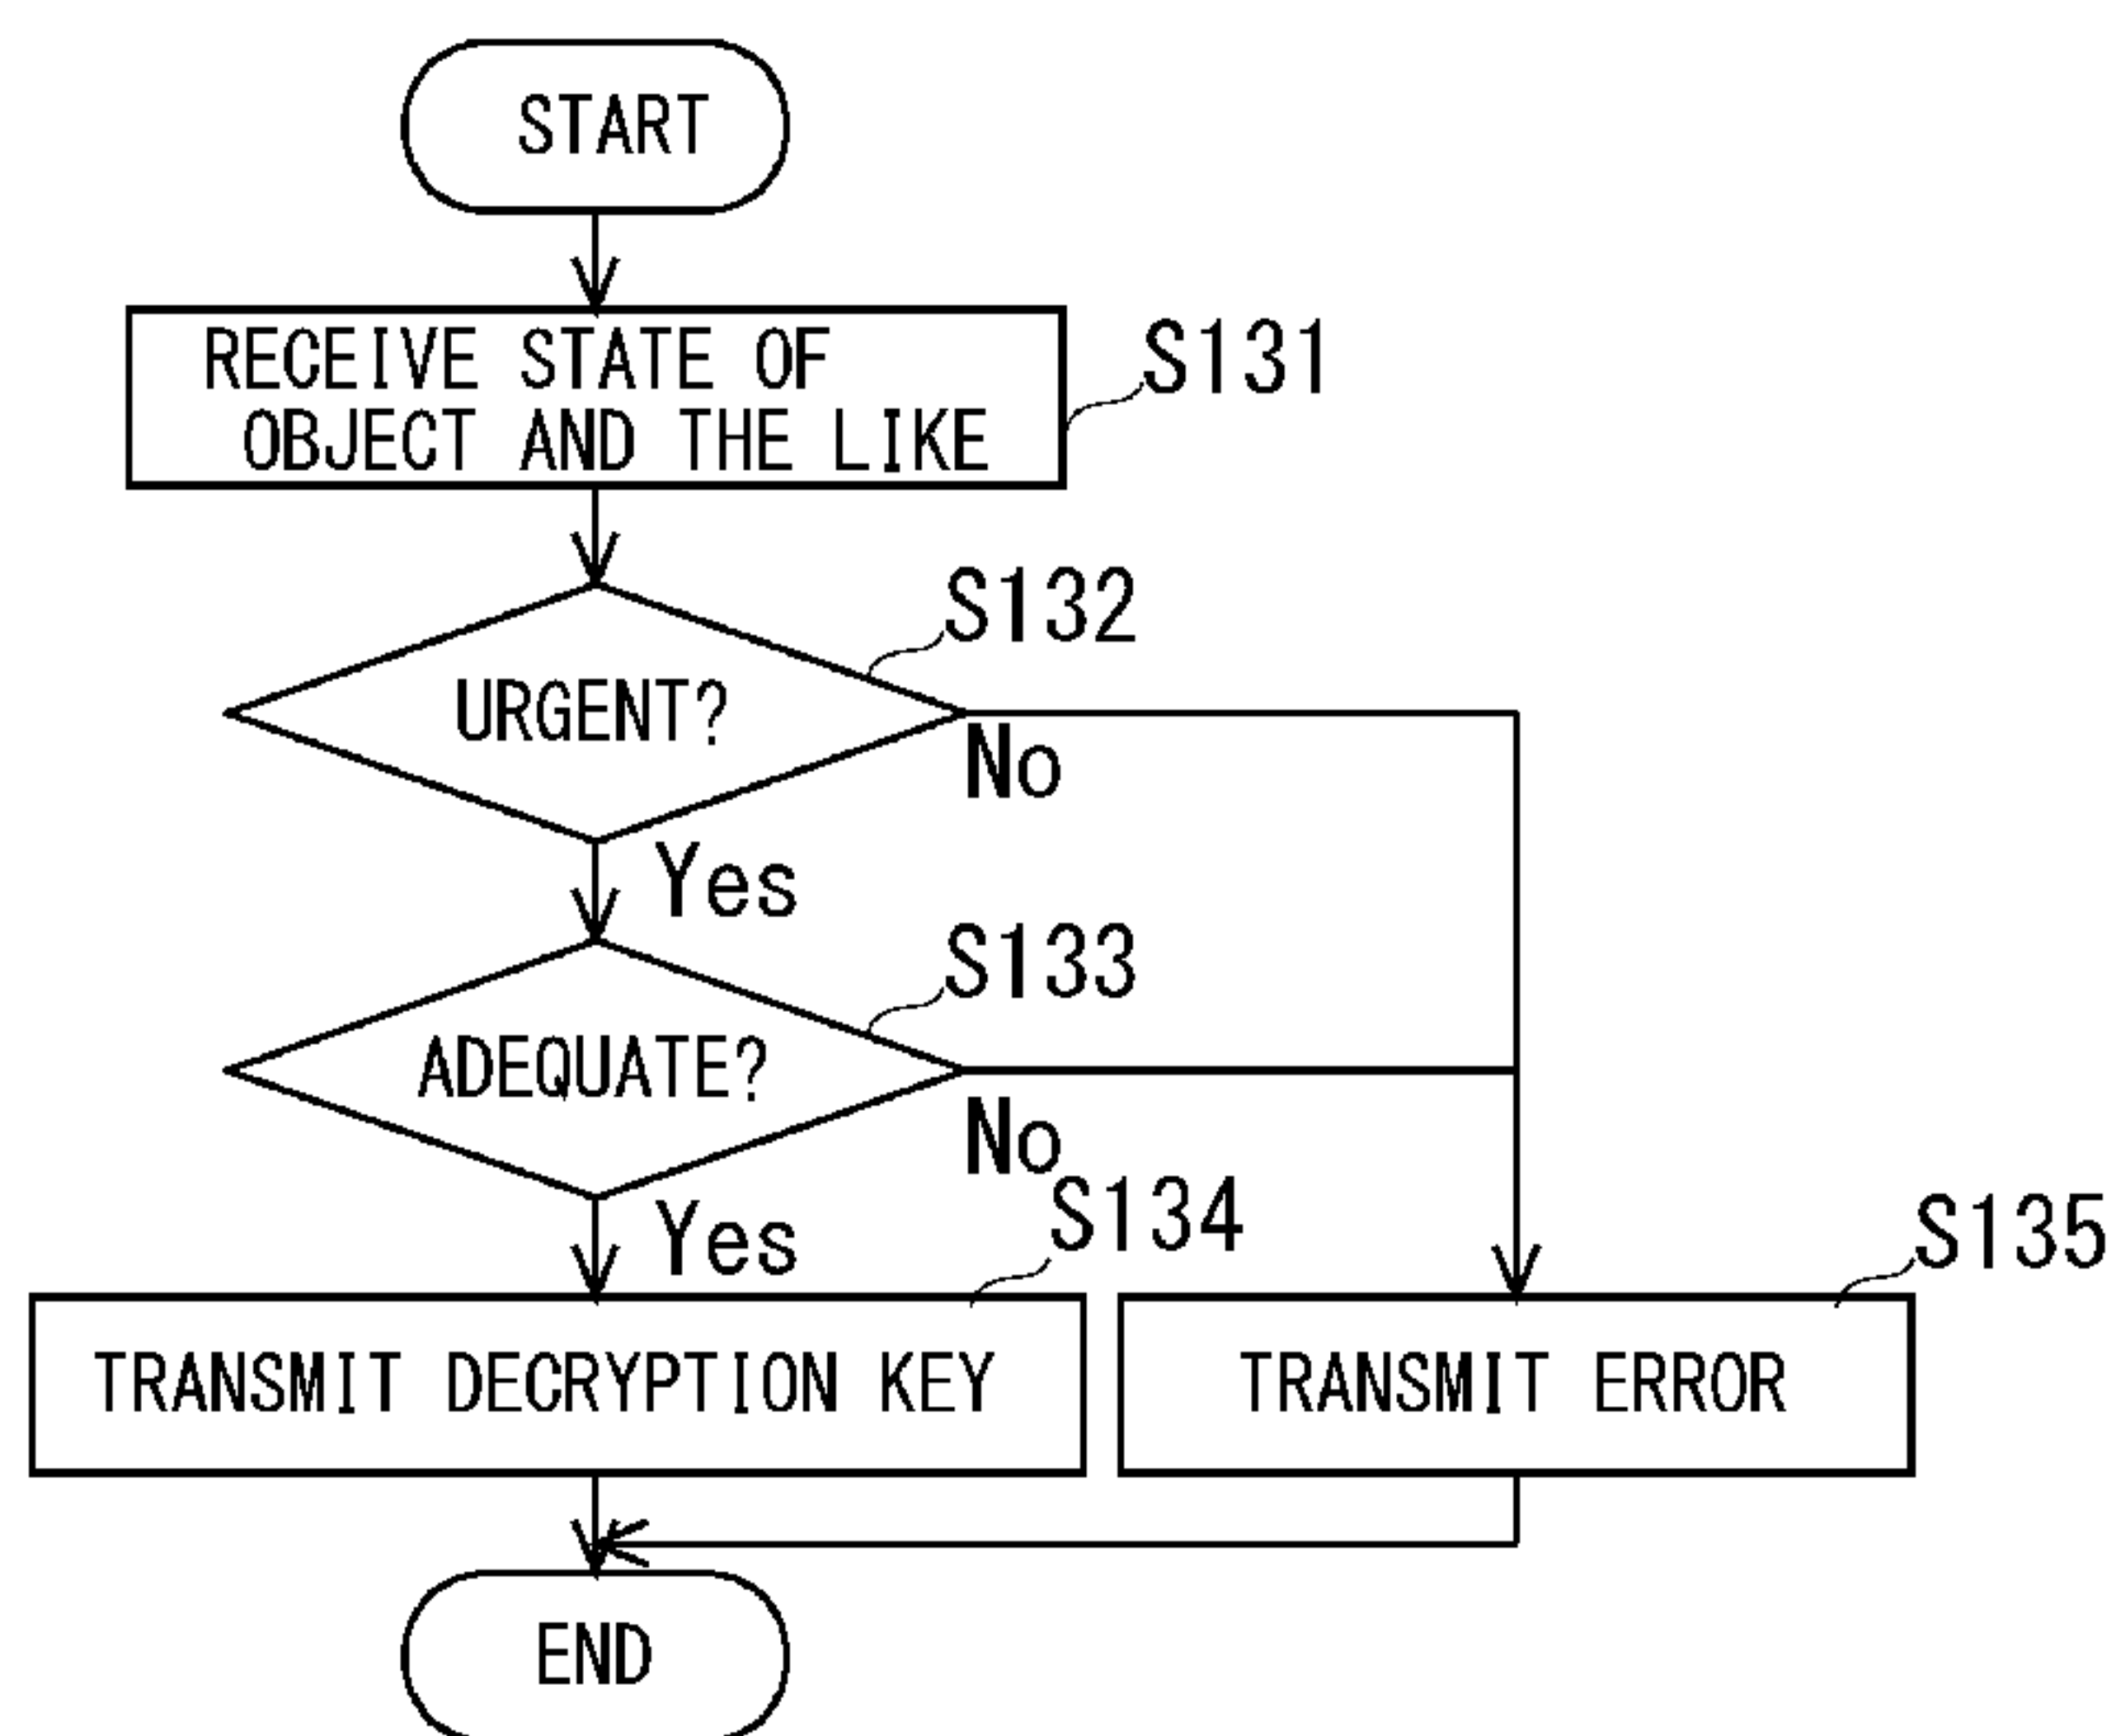 START
RECEIVE STATE OF
OBJECT AND THE LIKE
S131
S132
URGENT?
No
Yes
S133
ADEQUATE?
No
Yes
S134
S135
TRANSMIT DECRYPTION KEY
TRANSMIT ERROR
END